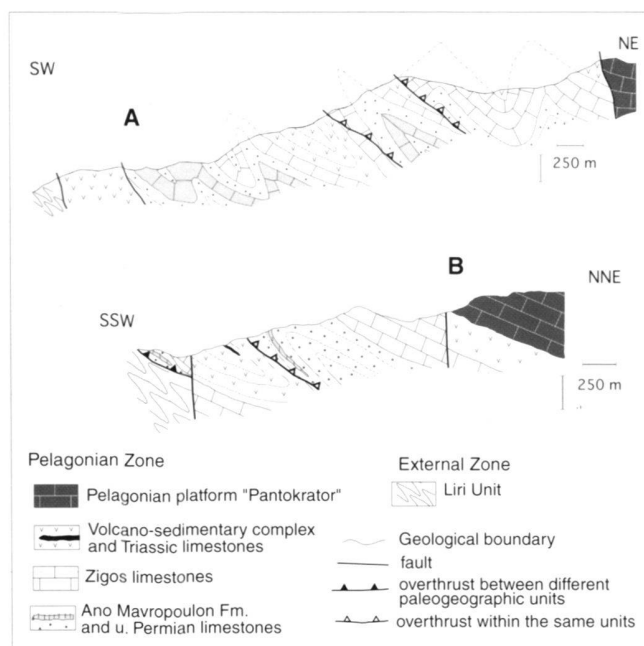 SW
NE
A
250 m
B
SSW
NNE
250 m
Pelagonian Zone
Pelagonian platform "Pantokrator"
Volcano-sedimentary complex
and Triassic limestones
Zigos limestones
Ano Mavropoulon Fm.
and u. Permian limestones
External Zone
Liri Unit
Geological boundary
fault
overthrust between different
paleogeographic units
overthrust within the same units